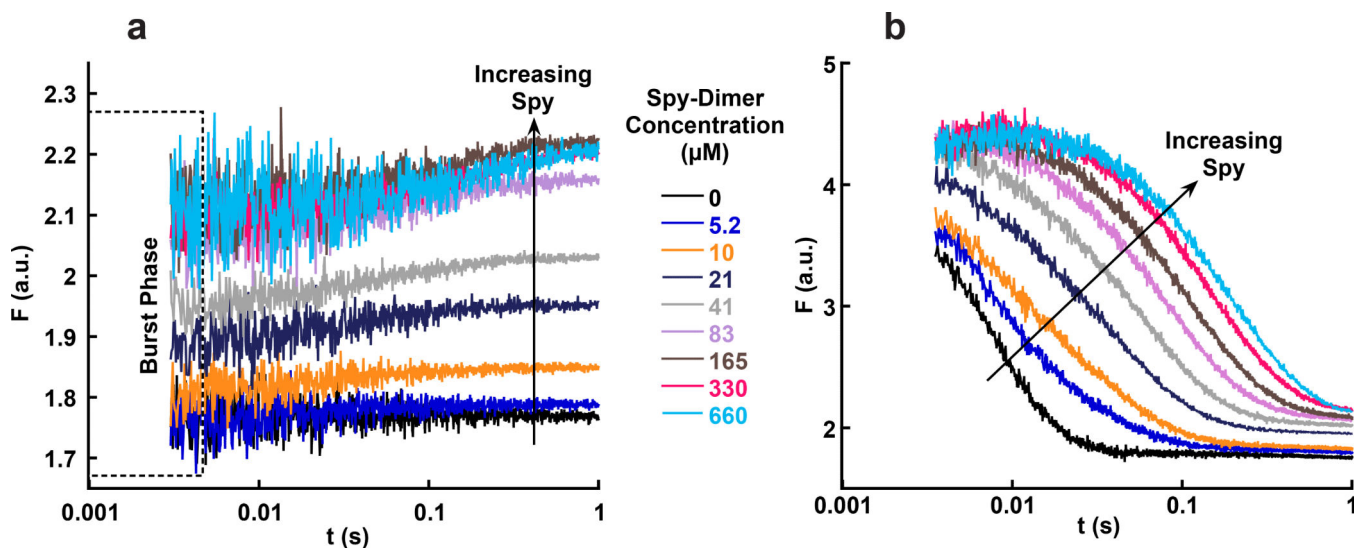 a
2.3
2.2
2.1
2
1.9
1.8
1.7
F (a.u.)
Burst Phase
Increasing
Spy
0.001
0.01
0.1
1
t (s)
Spy-Dimer
Concentration
(µM)
0
5.2
10
21
41
83
165
330
660
b
5
4
3
2
F (a.u.)
Increasing
Spy
0.001
0.01
0.1
1
t (s)